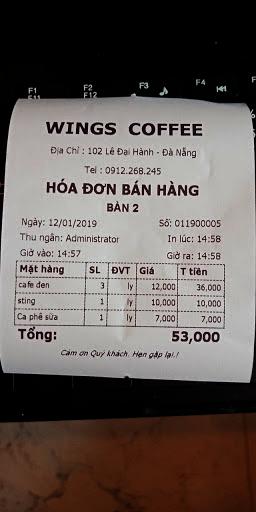 F1 F2 F3 F4
F11 F12
WINGS COFFEE
Địa Chỉ : 102 Lê Đại Hành - Đà Nẵng
Tel : 0912.268.245
HÓA ĐƠN BÁN HÀNG
BÀN 2
Ngày: 12/01/2019 Số: 011900005
Thu ngân: Administrator In lúc: 14:58
Giờ vào: 14:57 Giờ ra: 14:58
Mặt hàng SL ĐVT Giá T tiền
cafe đen 3 ly 12,000 36,000
sting 1 ly 10,000 10,000
Ca phê sữa 1 ly 7,000 7,000
Tổng: 53,000
Cảm ơn Quý khách. Hẹn gặp lại.!